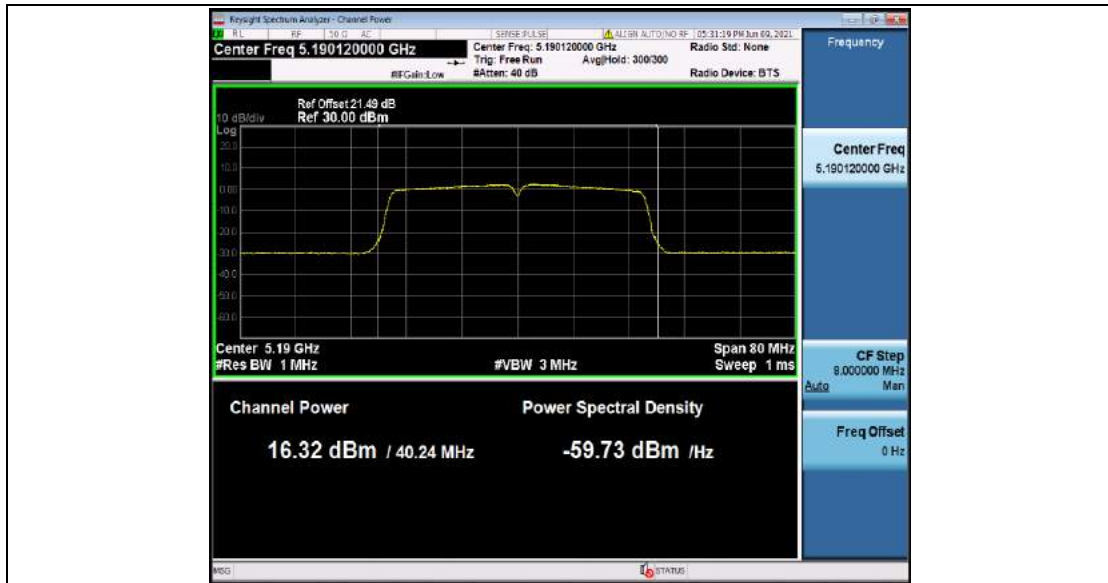 Keysight Spectrum Analyzer - Channel Power
RL RF 50 Ω AC SENSE:PULSE ALIGN AUTO/NO RF 05:31:19 PM Jun 09, 2021
Center Freq 5.190120000 GHz
Center Freq: 5.190120000 GHz
Radio Std: None
Trig: Free Run Avg|Hold: 300/300
#IFGain:Low #Atten: 40 dB
Radio Device: BTS
Frequency
Ref Offset 21.49 dB
10 dB/div Ref 30.00 dBm
Log
20.0
10.0
0.00
-10.0
-20.0
-30.0
-40.0
-50.0
-60.0
Center 5.19 GHz Span 80 MHz
#Res BW 1 MHz #VBW 3 MHz Sweep 1 ms
Channel Power Power Spectral Density
16.32 dBm / 40.24 MHz -59.73 dBm /Hz
Center Freq
5.190120000 GHz
CF Step
8.000000 MHz
Auto Man
Freq Offset
0 Hz
MSG STATUS